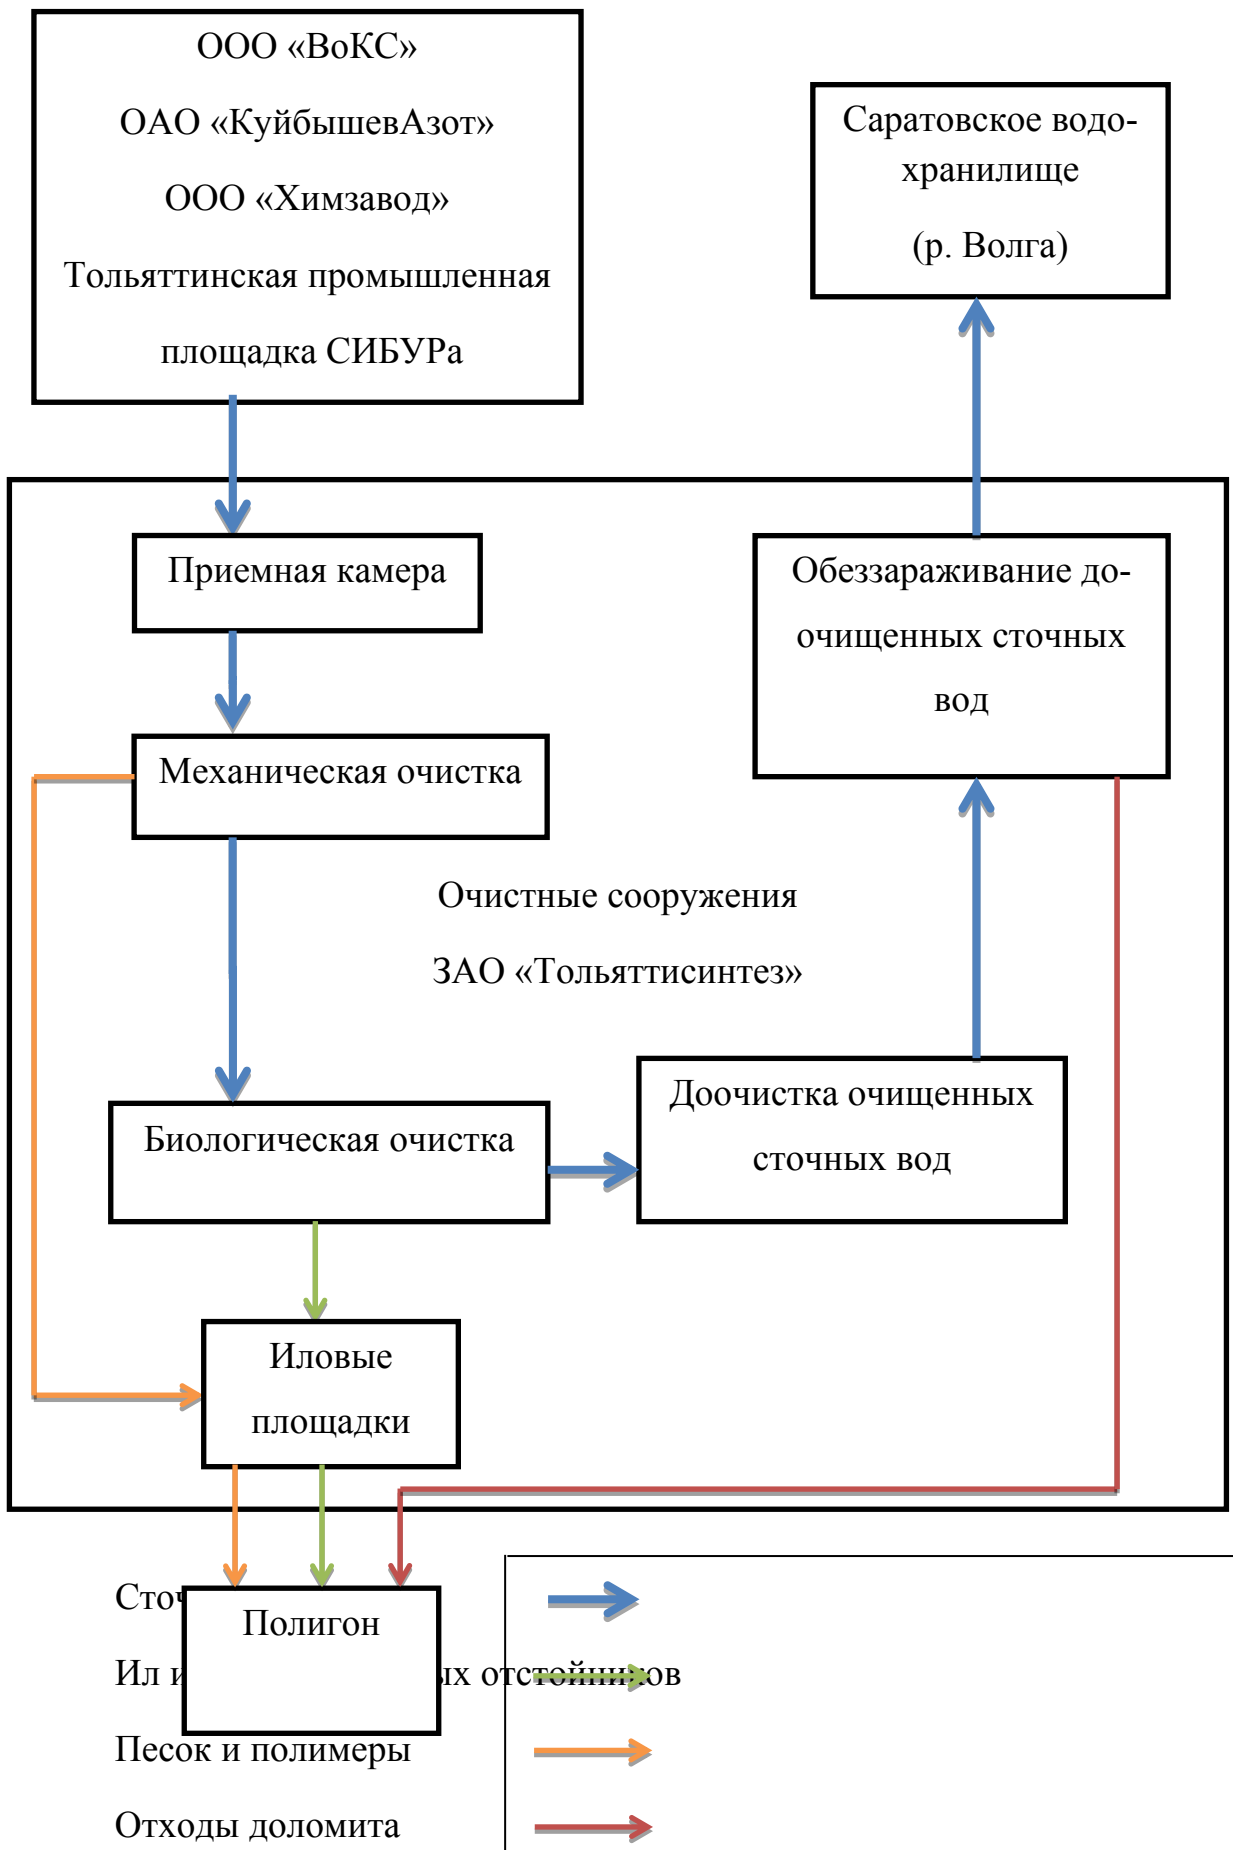 ООО «ВоКС»
ОАО «КуйбышевАзот»
ООО «Химзавод»
Тольяттинская промышленная
площадка СИБУРа
Саратовское водо-
хранилище
(р. Волга)
Приемная камера
Обеззараживание до-
очищенных сточных
вод
Механическая очистка
Очистные сооружения
ЗАО «Тольяттисинтез»
Доочистка очищенных
сточных вод
Биологическая очистка
Иловые
площадки
Полигон
Ил отстойников
Песок и полимеры
Отходы доломита